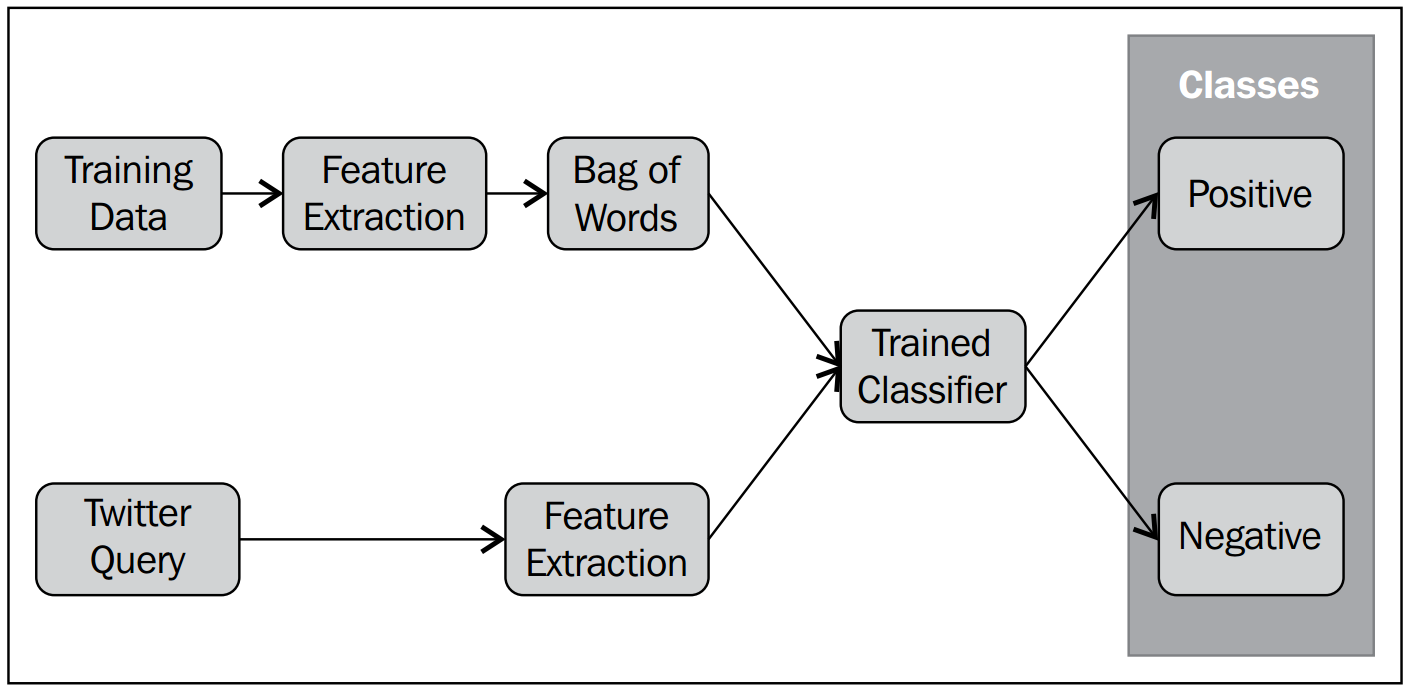 Classes
Training
Data
Feature
Extraction
Bag of
Words
Positive
Trained
Classifier
Twitter
Query
Feature
Extraction
Negative